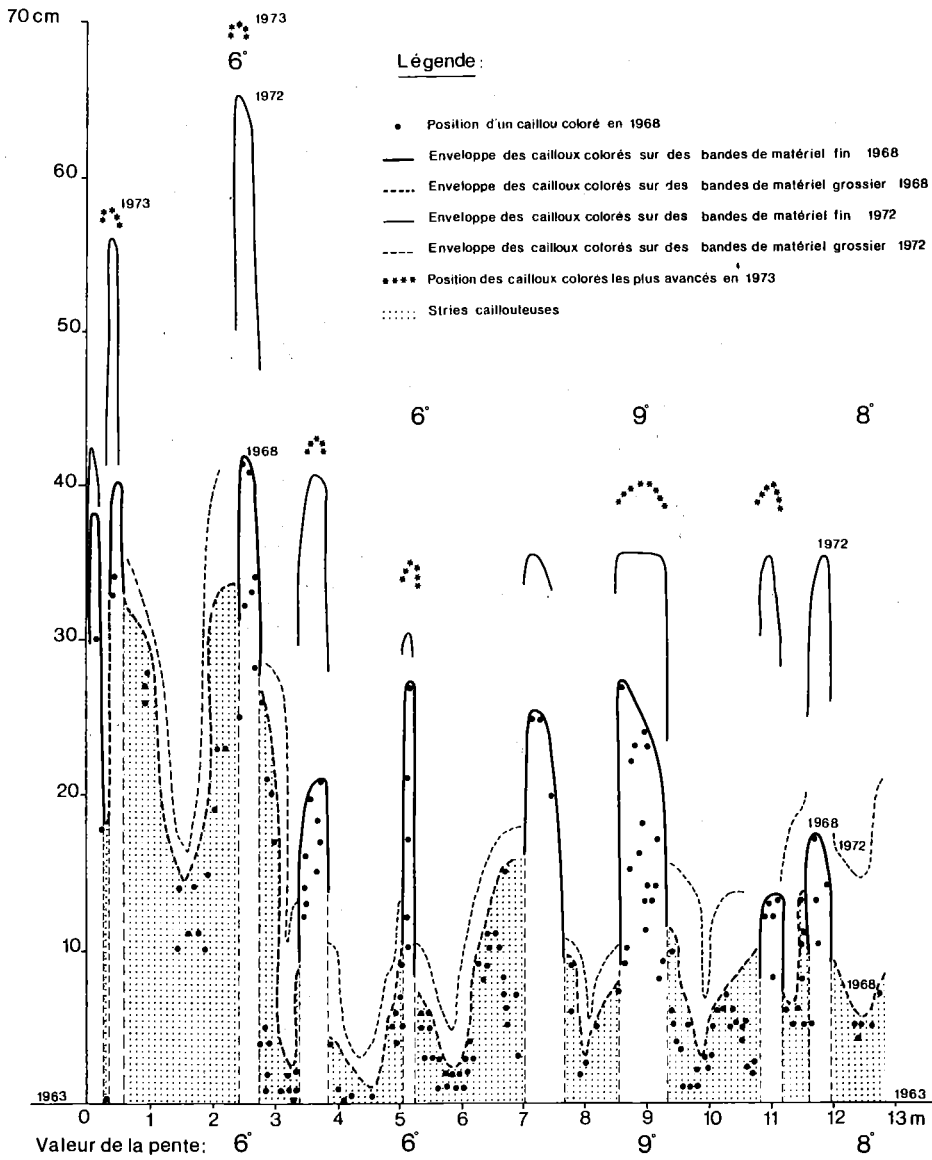 70 cm
1973
6°
1972
Légende :
Position d'un caillou coloré en 1968
Enveloppe des cailloux colorés sur des bandes de matériel fin 1968
Enveloppe des cailloux colorés sur des bandes de matériel grossier 1968
Enveloppe des cailloux colorés sur des bandes de matériel fin 1972
Enveloppe des cailloux colorés sur des bandes de matériel grossier 1972
Position des cailloux colorés les plus avancés en 1973
Stries caillouteuses
60
1973
50
6°
9°
8°
1968
40
1972
30
20
1968
1972
10
1968
1963
1963
0 1 2 3 4 5 6 7 8 9 10 11 12 13 m
Valeur de la pente: 6° 6° 9° 8°